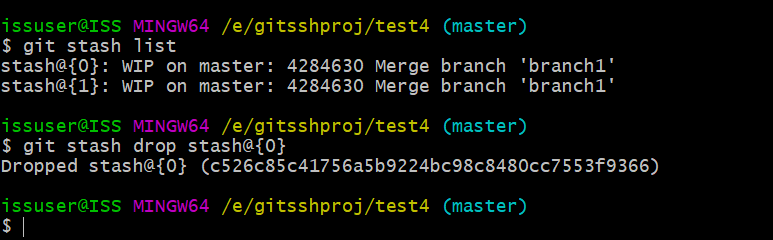 issuser@ISS MINGW64 /e/gitsshproj/test4 (master)
$ git stash list
stash@{0}: WIP on master: 4284630 Merge branch 'branch1'
stash@{1}: WIP on master: 4284630 Merge branch 'branch1'
issuser@ISS MINGW64 /e/gitsshproj/test4 (master)
$ git stash drop stash@{0}
Dropped stash@{0} (c526c85c41756a5b9224bc98c8480cc7553f9366)
issuser@ISS MINGW64 /e/gitsshproj/test4 (master)
$